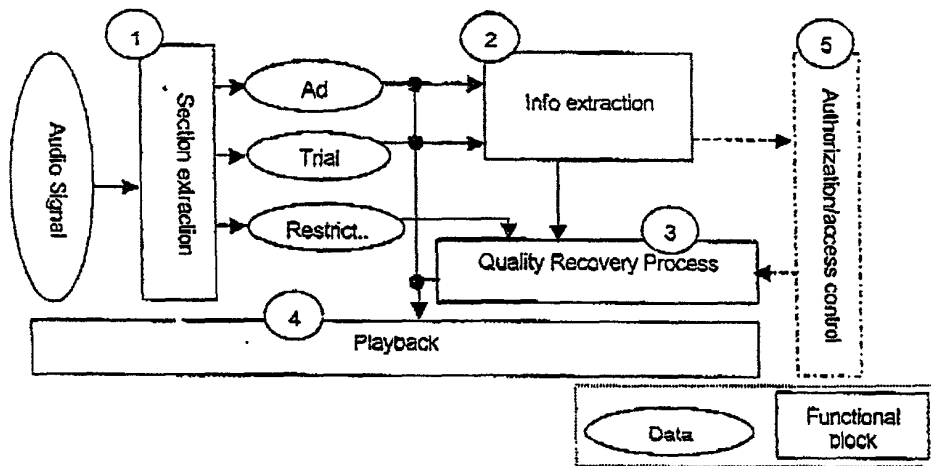 1
2
5
Audio Signal
Section extraction
Ad
Trial
Restrict..
Info extraction
3
Quality Recovery Process
Authorization/access control
4
Playback
Data
Functional
block